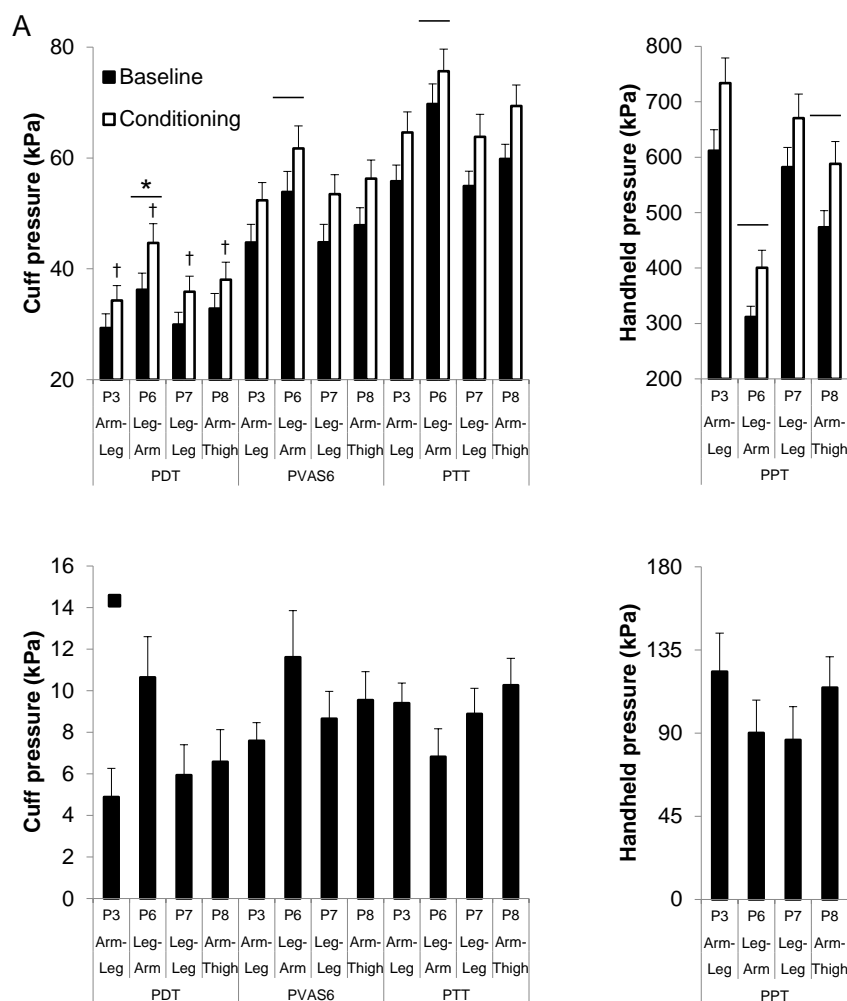 A
Baseline
Conditioning
Cuff pressure (kPa)
80
60
40
20
*
† † † †
P3 P6 P7 P8 P3 P6 P7 P8 P3 P6 P7 P8
Arm- Leg- Leg- Arm- Arm- Leg- Leg- Arm- Arm- Leg- Leg- Arm-
Leg Arm Leg Thigh Leg Arm Leg Thigh Leg Arm Leg Thigh
PDT PVAS6 PTT
Handheld pressure (kPa)
800
700
600
500
400
300
200
P3 P6 P7 P8
Arm- Leg- Leg- Arm-
Leg Arm Leg Thigh
PPT
Cuff pressure (kPa)
16
14
12
10
8
6
4
2
0
P3 P6 P7 P8 P3 P6 P7 P8 P3 P6 P7 P8
Arm- Leg- Leg- Arm- Arm- Leg- Leg- Arm- Arm- Leg- Leg- Arm-
Leg Arm Leg Thigh Leg Arm Leg Thigh Leg Arm Leg Thigh
PDT PVAS6 PTT
Handheld pressure (kPa)
180
135
90
45
0
P3 P6 P7 P8
Arm- Leg- Leg- Arm-
Leg Arm Leg Thigh
PPT